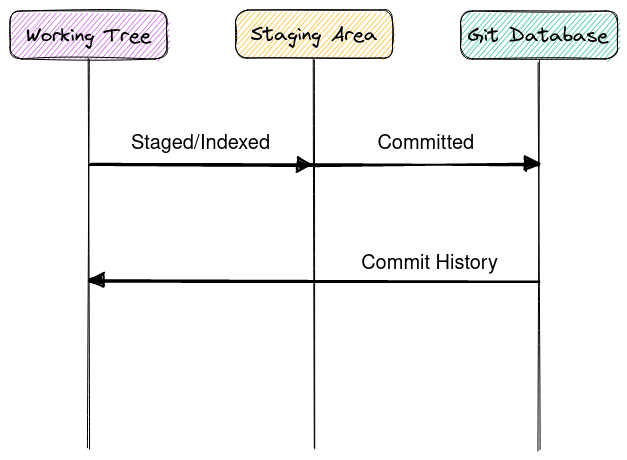 Working Tree
Staging Area
Git Database
Staged/Indexed
Committed
Commit History